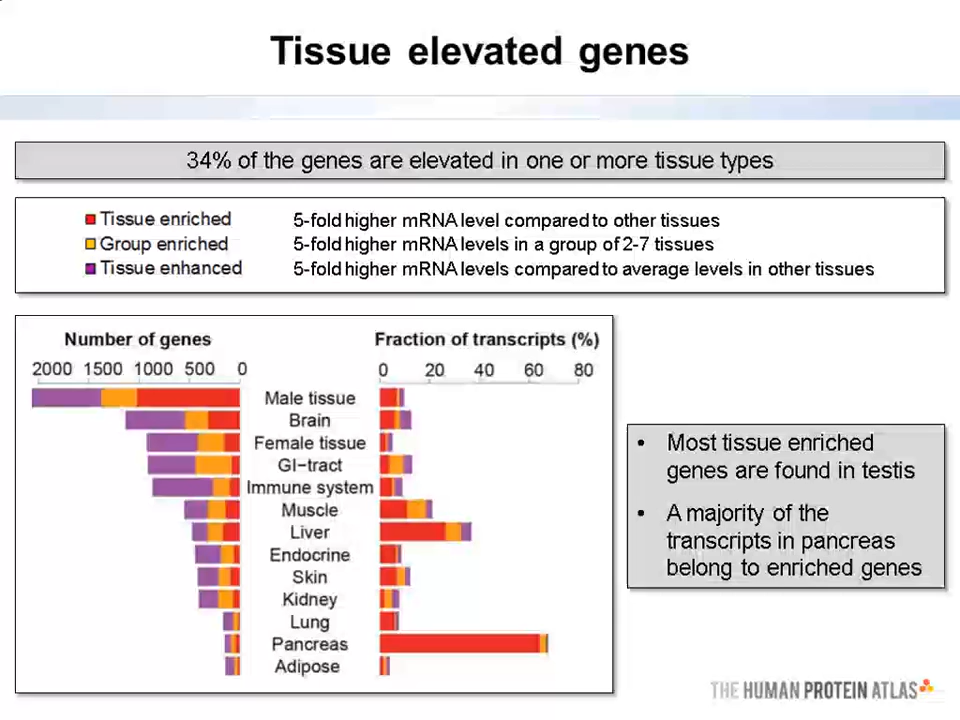 Tissue elevated genes
34% of the genes are elevated in one or more tissue types
Tissue enriched 5-fold higher mRNA level compared to other tissues
Group enriched 5-fold higher mRNA levels in a group of 2-7 tissues
Tissue enhanced 5-fold higher mRNA levels compared to average levels in other tissues
Number of genes Fraction of transcripts (%)
2000 1500 1000 500 0 0 20 40 60 80
Male tissue
Brain
Female tissue
GI-tract
Immune system
Muscle
Liver
Endocrine
Skin
Kidney
Lung
Pancreas
Adipose
• Most tissue enriched
genes are found in testis
• A majority of the
transcripts in pancreas
belong to enriched genes
THE HUMAN PROTEIN ATLAS